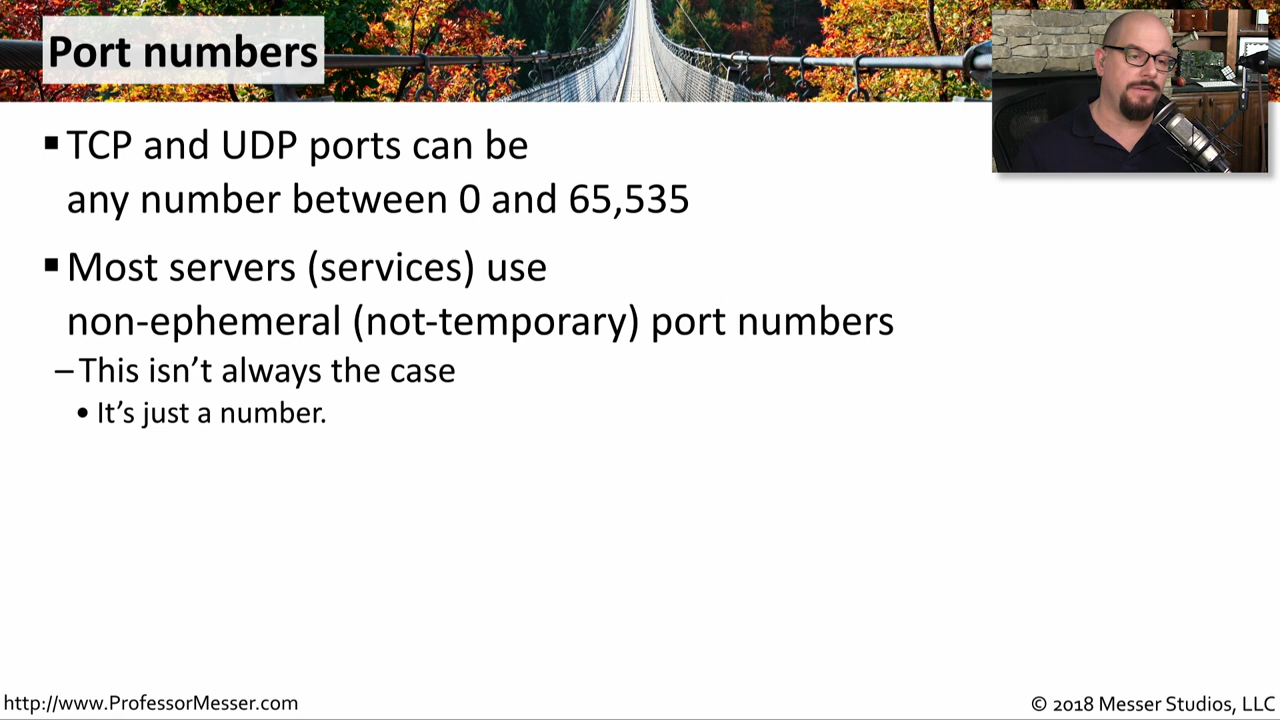 Port numbers
▪ TCP and UDP ports can be
any number between 0 and 65,535
▪ Most servers (services) use
non-ephemeral (not-temporary) port numbers
– This isn’t always the case
• It’s just a number.
http://www.ProfessorMesser.com
© 2018 Messer Studios, LLC